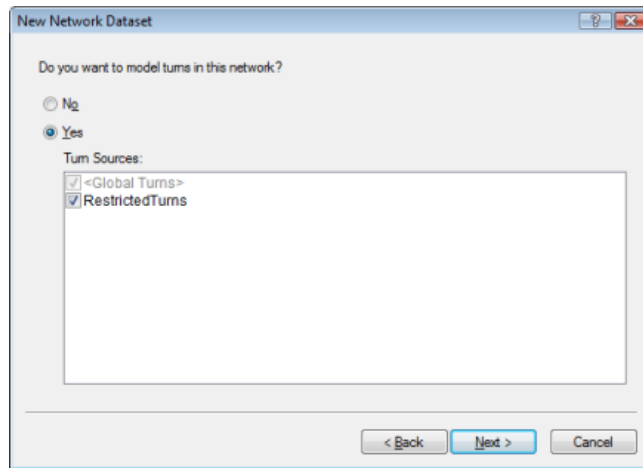 New Network Dataset
Do you want to model turns in this network?
No
Yes
Turn Sources:
<Global Turns>
RestrictedTurns
< Back
Next >
Cancel